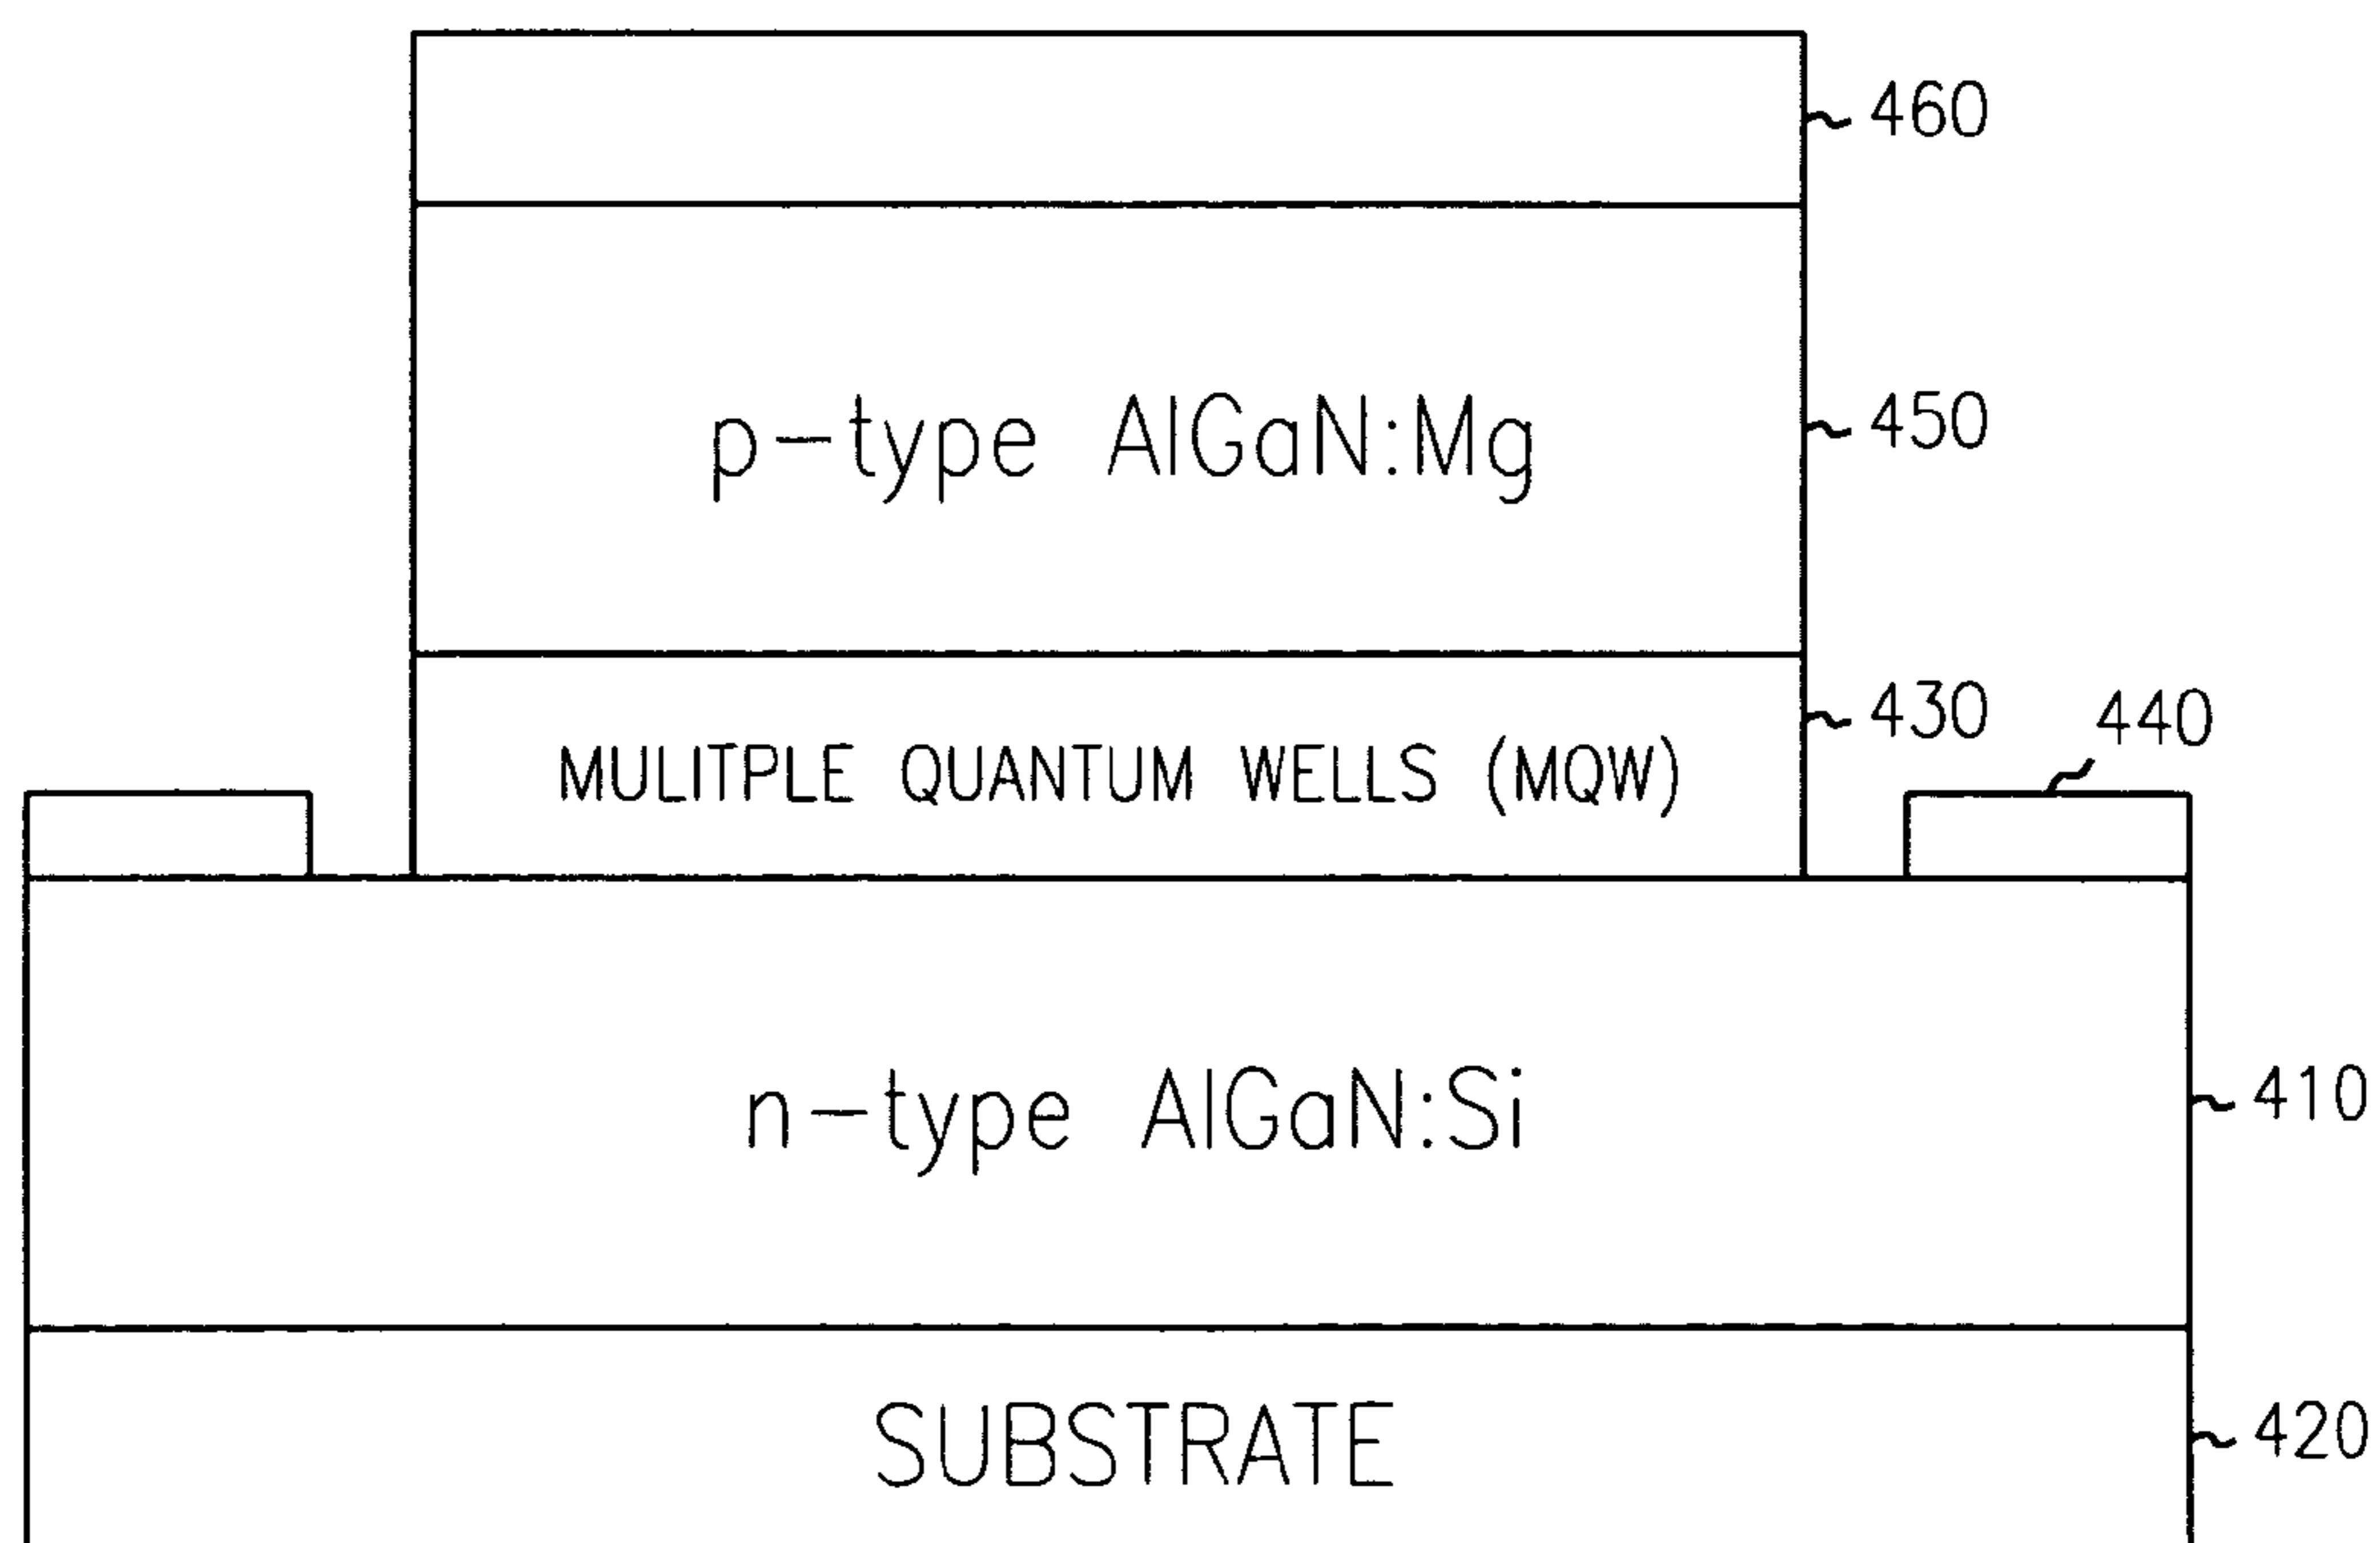 460
p-type AlGaN:Mg
450
430
440
MULITPLE QUANTUM WELLS (MQW)
n-type AlGaN:Si
410
SUBSTRATE
420